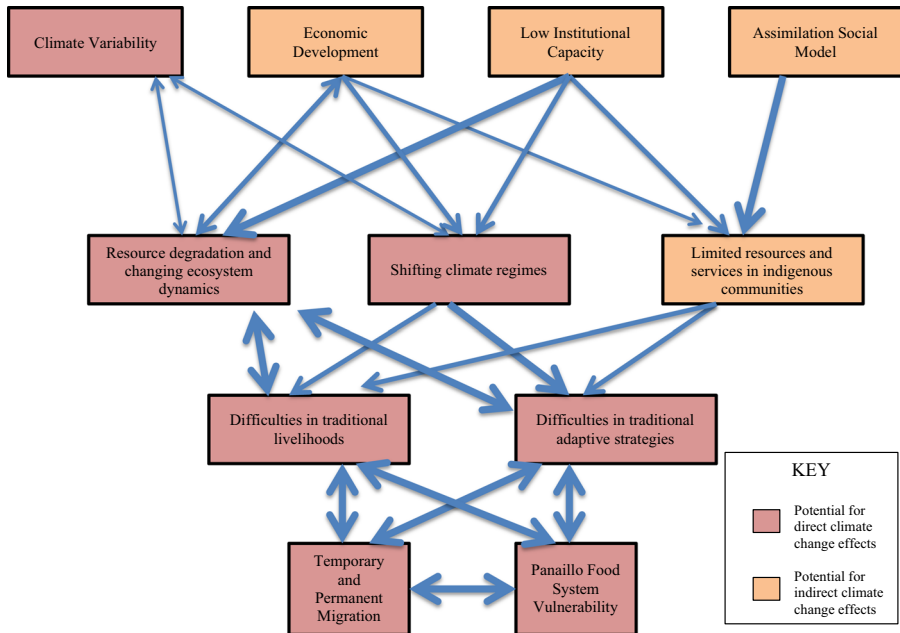 Climate Variability
Economic
Development
Low Institutional
Capacity
Assimilation Social
Model
Resource degradation and
changing ecosystem
dynamics
Shifting climate regimes
Limited resources and
services in indigenous
communities
Difficulties in traditional
livelihoods
Difficulties in traditional
adaptive strategies
Temporary
and
Permanent
Migration
Panaillo Food
System
Vulnerability
KEY
Potential for
direct climate
change effects
Potential for
indirect climate
change effects